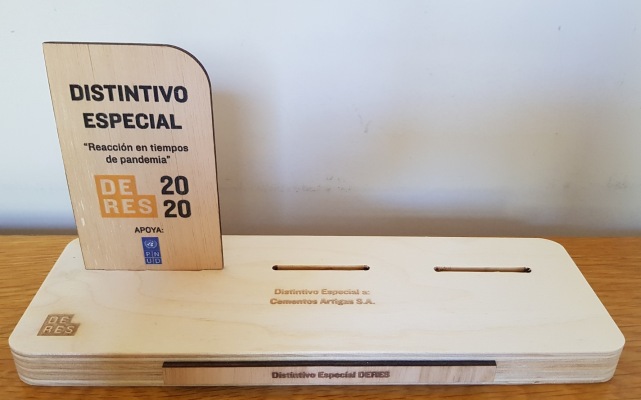 DISTINTIVO
ESPECIAL
"Reacción en tiempos
de pandemia"
DE
RES
20
20
APOYA:
P N
U D
Distintivo Especial a:
Cementos Artigas S.A.
DE
RES
Distintivo Especial DERES